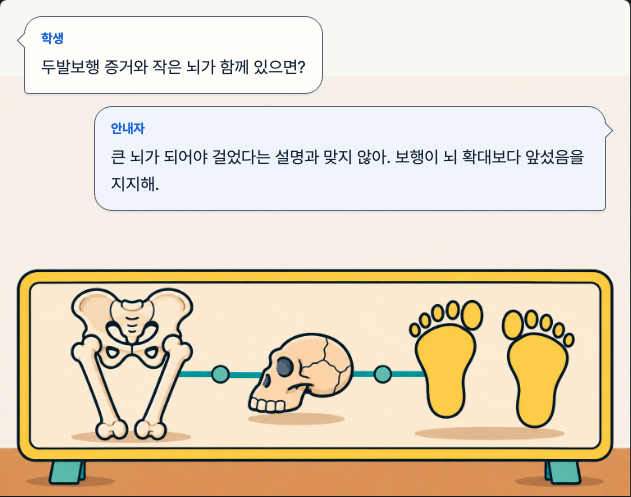 학생
두발보행 증거와 작은 뇌가 함께 있으면?
안내자
큰 뇌가 되어야 걸었다는 설명과 맞지 않아. 보행이 뇌 확대보다 앞섰음을
지지해.